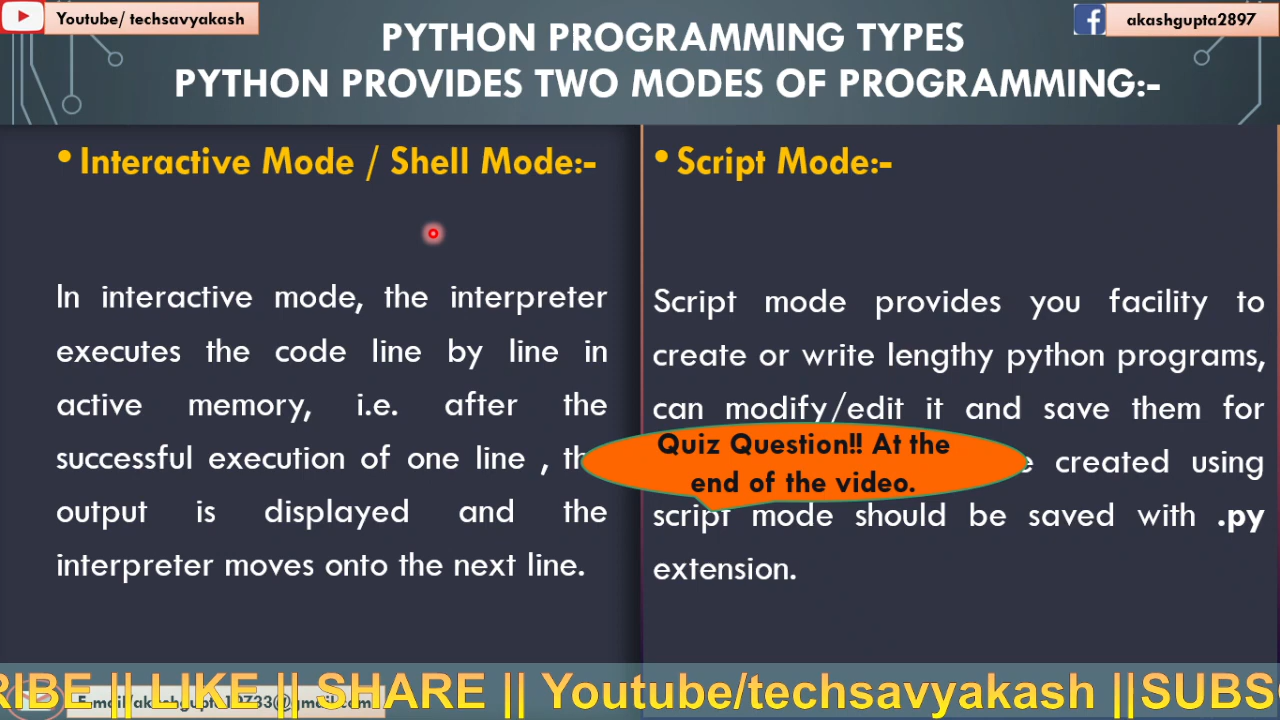 Youtube/ techsavyakash
akashgupta2897
PYTHON PROGRAMMING TYPES
PYTHON PROVIDES TWO MODES OF PROGRAMMING:-
• Interactive Mode / Shell Mode:-
In interactive mode, the interpreter
executes the code line by line in
active memory, i.e. after the
successful execution of one line , the
output is displayed and the
interpreter moves onto the next line.
• Script Mode:-
Script mode provides you facility to
create or write lengthy python programs,
can modify/edit it and save them for
created using
script mode should be saved with .py
extension.
Quiz Question!! At the
end of the video.
RIBE || LIKE || SHARE || Youtube/techsavyakash ||SUBS